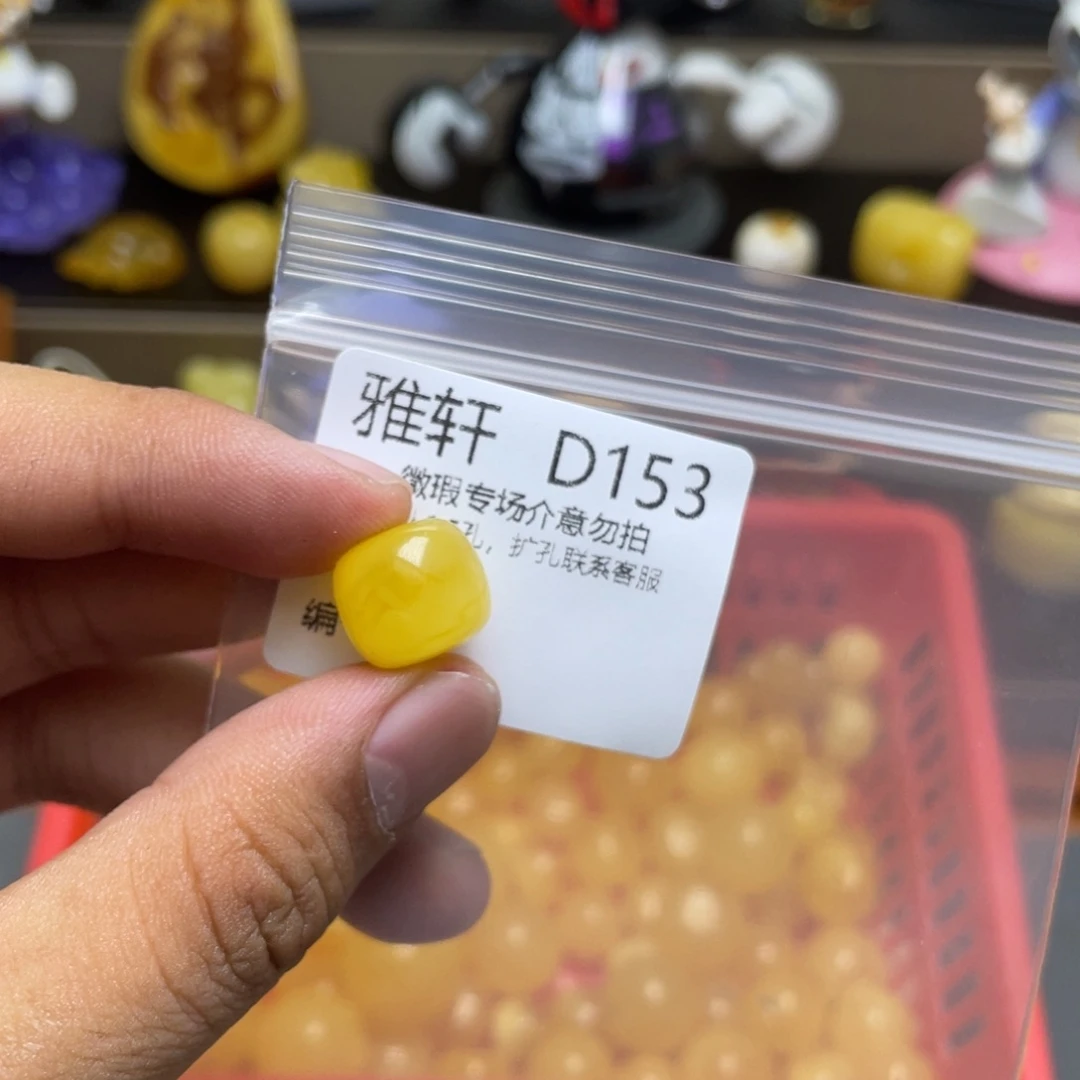 雅轩 D153
微瑕专场介意勿拍
孔，扩孔联系客服
编